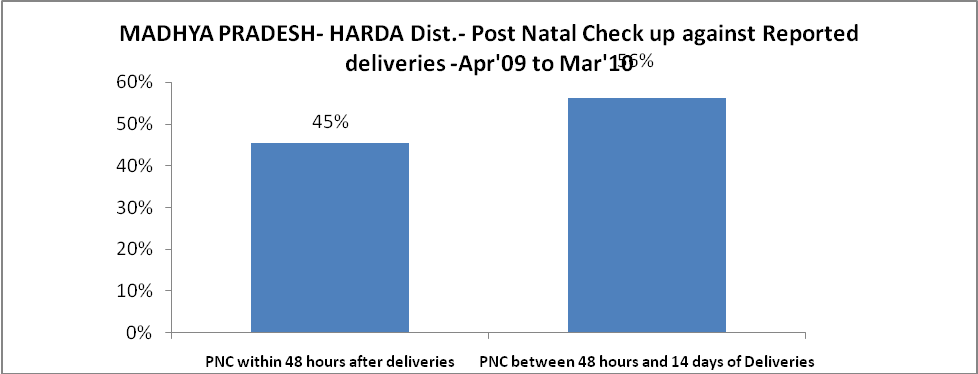 MADHYA PRADESH- HARDA Dist.- Post Natal Check up against Reported
deliveries -Apr'09 to Mar'10
56%
60%
45%
50%
40%
30%
20%
10%
0%
PNC within 48 hours after deliveries
PNC between 48 hours and 14 days of Deliveries